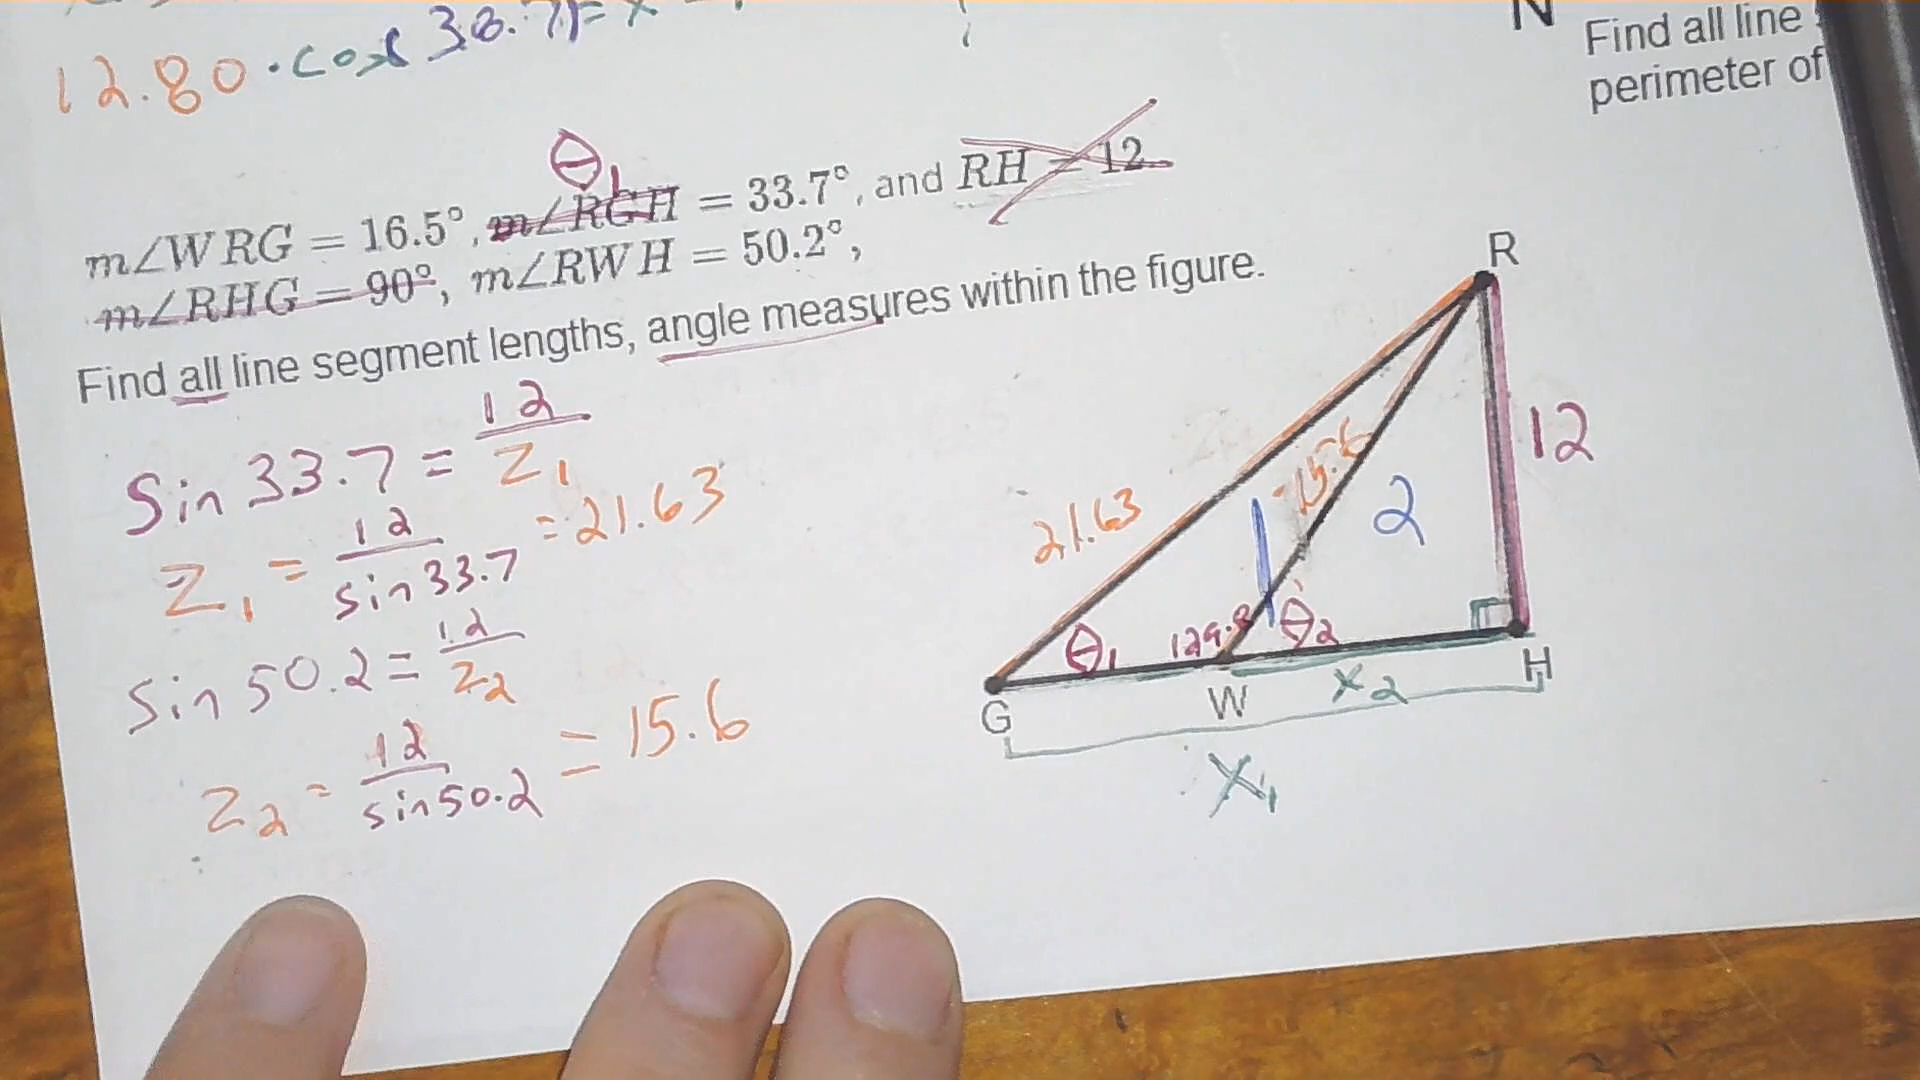 12.80 · cos 38.7 = x
N
Find all line
perimeter of
θ₁
m∠WRG = 16.5°, m∠RGH = 33.7°, and RH = 12
m∠RHG = 90°, m∠RWH = 50.2°,
Find all line segment lengths, angle measures within the figure.
Sin 33.7 = 12/Z₁
Z₁ = 12/sin 33.7 = 21.63
Sin 50.2 = 12/Z₂
Z₂ = 12/sin 50.2 = 15.6
R
12
15.6
21.63
1
2
θ₁
129.8
θ₂
G
W
H
x₂
X₁